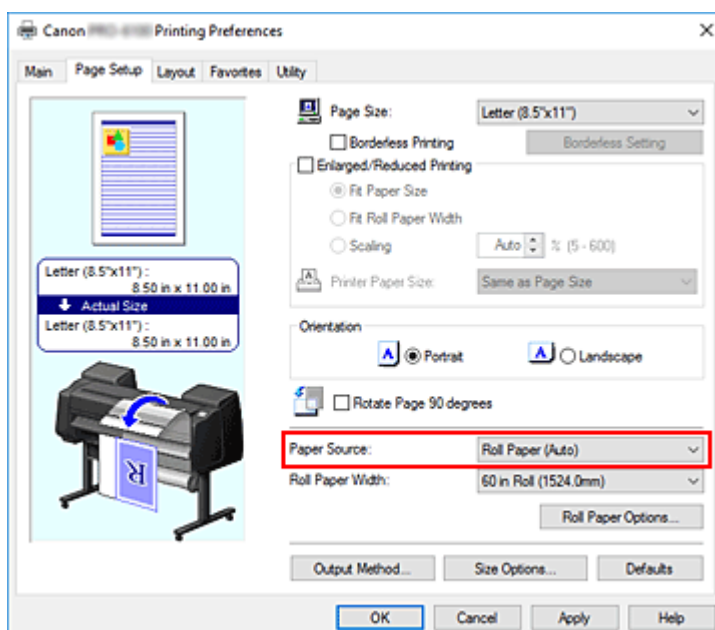 Canon Printing Preferences
Main Page Setup Layout Favorites Utility
Page Size: Letter (8.5"x11")
Borderless Printing Borderless Setting
Enlarged/Reduced Printing
Fit Paper Size
Fit Roll Paper Width
Scaling Auto % (5 - 600)
Printer Paper Size: Same as Page Size
Letter (8.5"x11") :
8.50 in x 11.00 in
Actual Size
Letter (8.5"x11") :
8.50 in x 11.00 in
Orientation
A Portrait A Landscape
Rotate Page 90 degrees
Paper Source: Roll Paper (Auto)
Roll Paper Width: 60 in Roll (1524.0mm)
R
Roll Paper Options...
Output Method... Size Options... Defaults
OK Cancel Apply Help